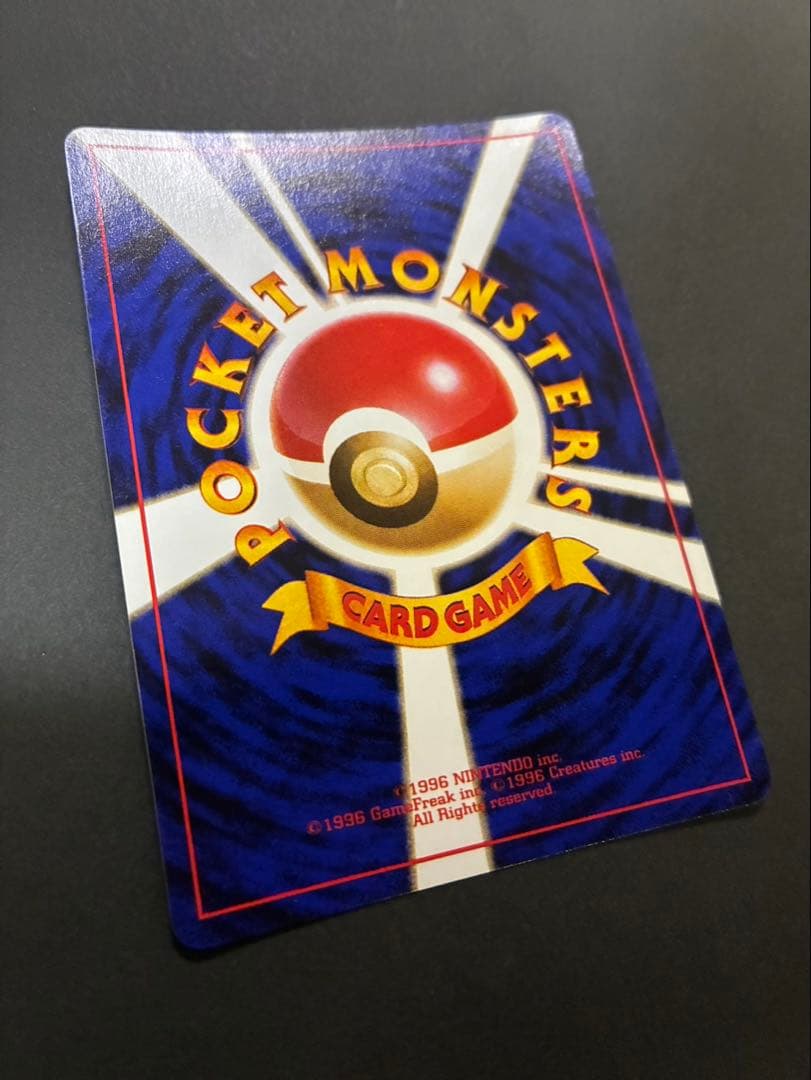 POCKET MONSTERS
CARD GAME
©1996 NINTENDO inc.
©1996 GameFreak inc. ©1996 Creatures inc.
All Rights reserved